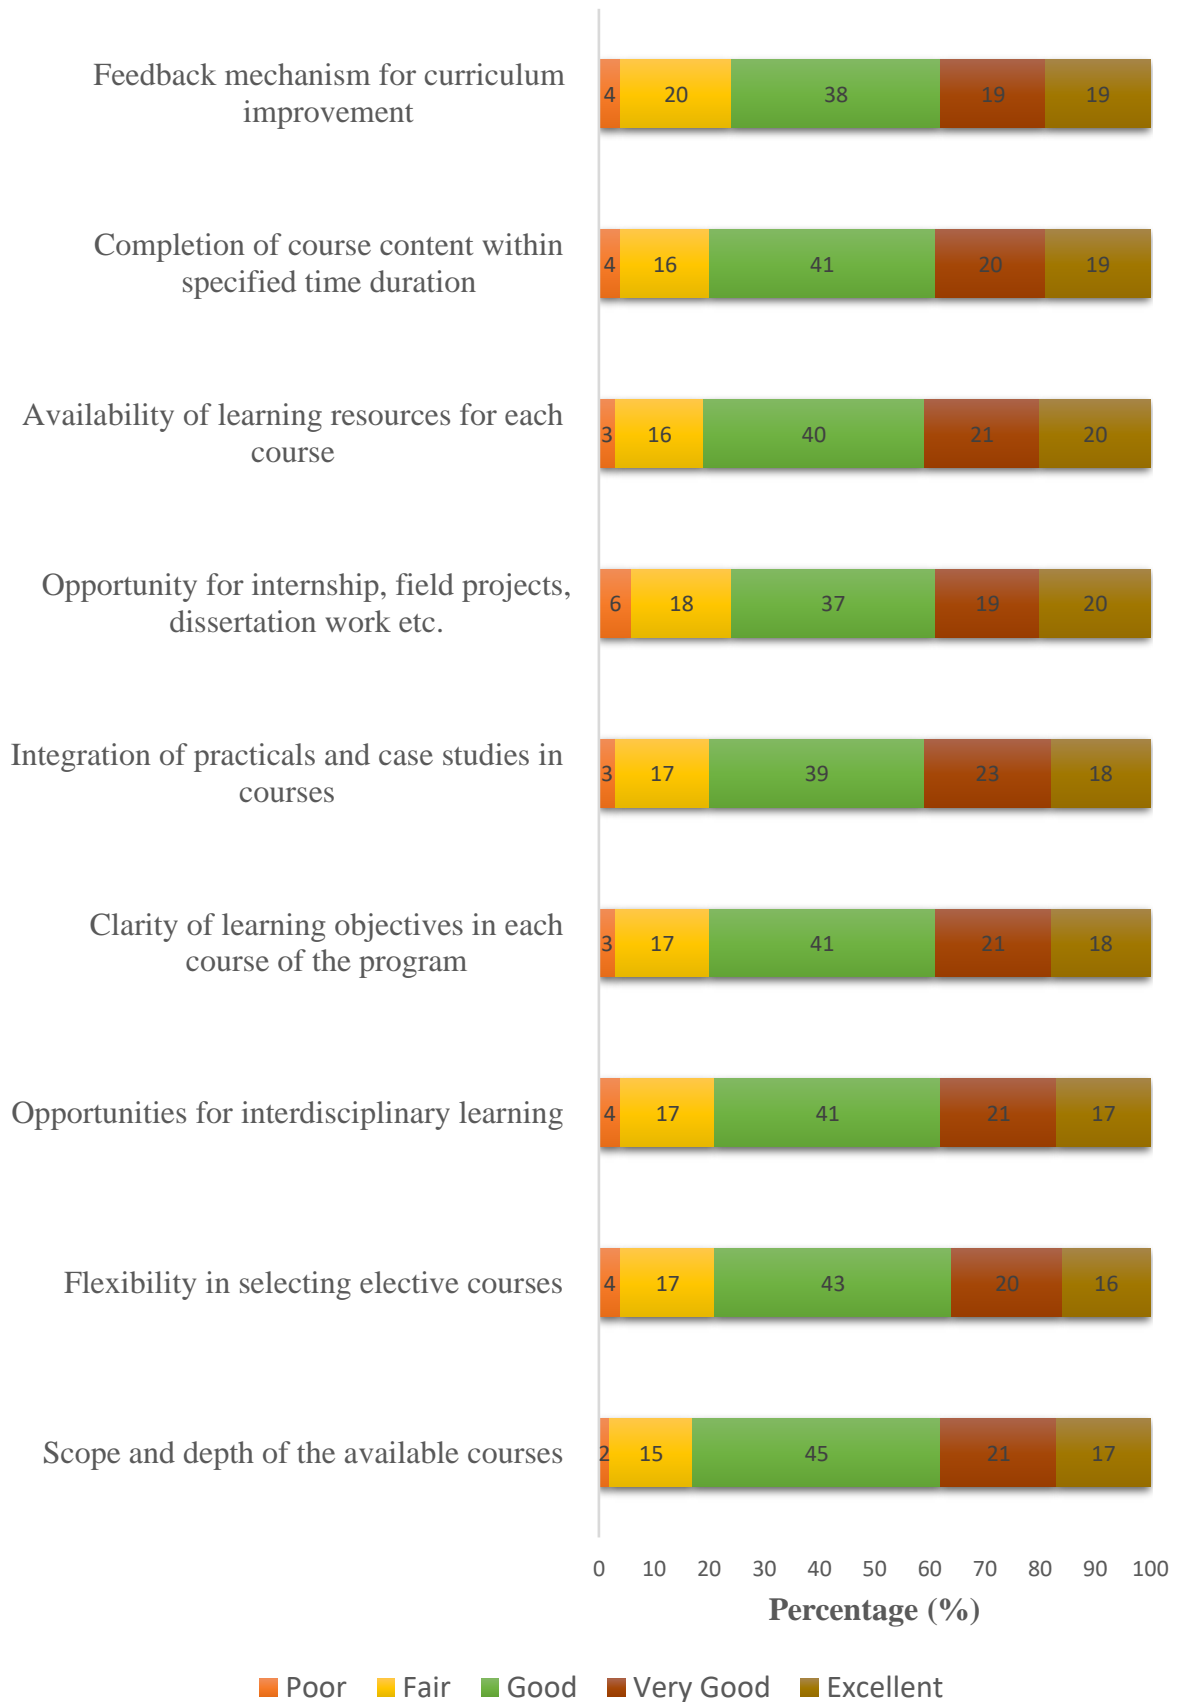 Feedback mechanism for curriculum
improvement
4 20 38 19 19
Completion of course content within
specified time duration
4 16 41 20 19
Availability of learning resources for each
course
3 16 40 21 20
Opportunity for internship, field projects,
dissertation work etc.
6 18 37 19 20
Integration of practicals and case studies in
courses
3 17 39 23 18
Clarity of learning objectives in each
course of the program
3 17 41 21 18
Opportunities for interdisciplinary learning
4 17 41 21 17
Flexibility in selecting elective courses
4 17 43 20 16
Scope and depth of the available courses
2 15 45 21 17
0 10 20 30 40 50 60 70 80 90 100
Percentage (%)
Poor Fair Good Very Good Excellent